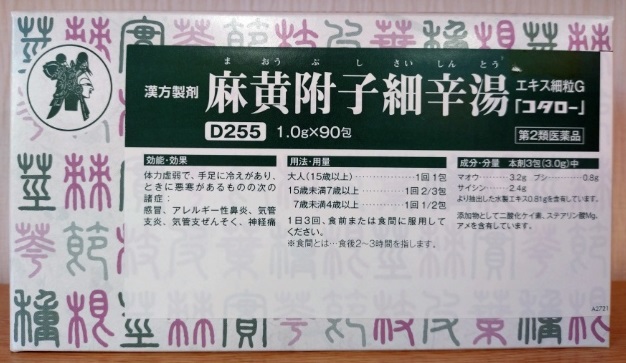 まおうぶしさいしんとう
漢方製剤 麻黄附子細辛湯 エキス細粒G「コタロー」
D255 1.0g×90包 第2類医薬品
効能・効果
体力虚弱で、手足に冷えがあり、
ときに悪寒があるものの次の
諸症：
感冒、アレルギー性鼻炎、気管
支炎、気管支ぜんそく、神経痛
用法・用量
大人(15歳以上)…………1回 1包
15歳未満7歳以上…………1回 2/3包
7歳未満4歳以上…………1回 1/2包
1日3回、食前または食間に服用して
ください。
※食間とは…食後2〜3時間を指します。
成分・分量 本剤3包(3.0g)中
マオウ……3.2g ブシ……0.8g
サイシン……2.4g
より抽出した水製エキス0.81gを含有しています。
添加物として二酸化ケイ素、ステアリン酸Mg、
アメを含有しています。
A2731